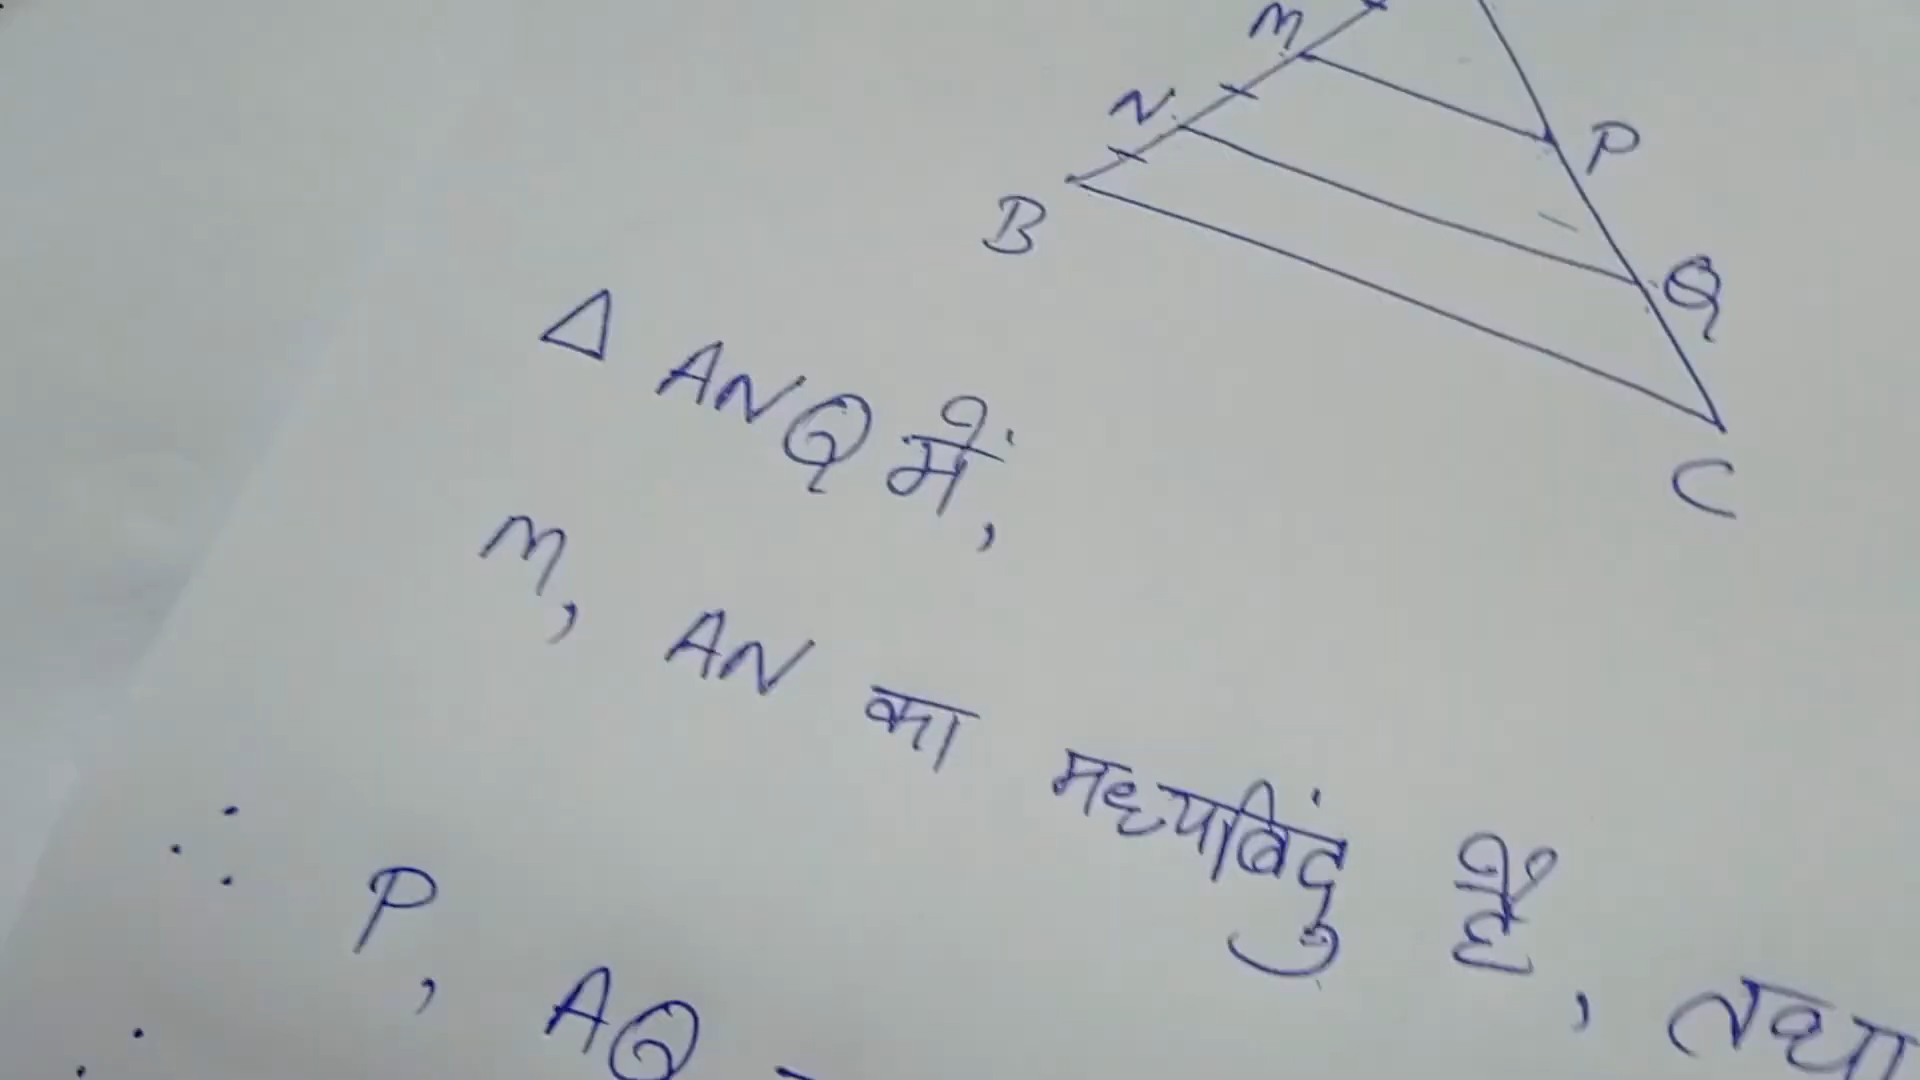 M
N
P
B
Q
C
△ ANQ में,
M, AN का मध्यबिंदु है, तथा
∴ P, AQ